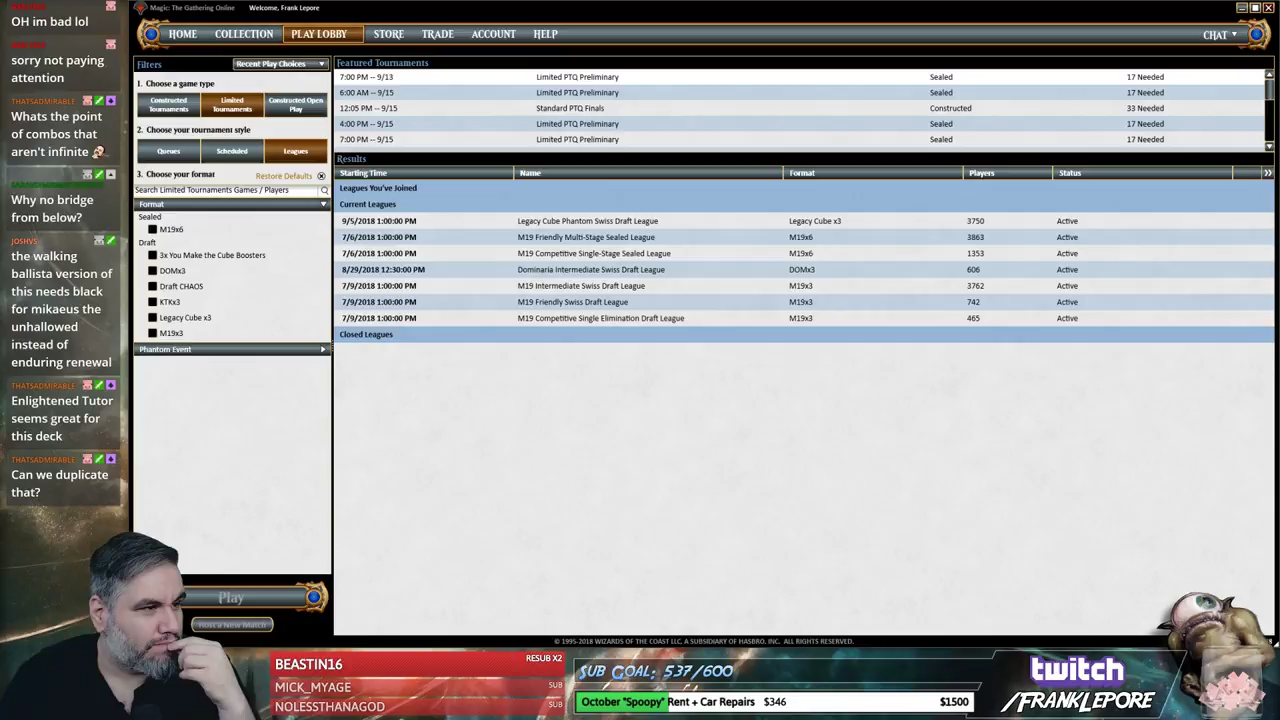 OH im bad lol
sorry not paying
attention
THATSADMIRABLE
Whats the point
of combos that
aren't infinite
Why no bridge
from below?
JOSHVS
the walking
ballista version of
this needs black
for mikaeus the
unhallowed
instead of
enduring renewal
THATSADMIRABLE
Enlightened Tutor
seems great for
this deck
THATSADMIRABLE
Can we duplicate
that?
Magic: The Gathering Online Welcome, Frank Lepore
HOME COLLECTION PLAY LOBBY STORE TRADE ACCOUNT HELP CHAT
Filters Recent Play Choices
1. Choose a game type
Constructed Tournaments Limited Tournaments Constructed Open Play
2. Choose your tournament style
Queues Scheduled Leagues
3. Choose your format Restore Defaults
Search Limited Tournaments Games / Players
Format
Sealed
M19x6
Draft
3x You Make the Cube Boosters
DOMx3
Draft CHAOS
KTKx3
Legacy Cube x3
M19x3
Phantom Event
Play
Host a New Match
Featured Tournaments
7:00 PM -- 9/13 Limited PTQ Preliminary Sealed 17 Needed
6:00 AM -- 9/15 Limited PTQ Preliminary Sealed 17 Needed
12:05 PM -- 9/15 Standard PTQ Finals Constructed 33 Needed
4:00 PM -- 9/15 Limited PTQ Preliminary Sealed 17 Needed
7:00 PM -- 9/15 Limited PTQ Preliminary Sealed 17 Needed
Results
Starting Time Name Format Players Status
Leagues You've Joined
Current Leagues
9/5/2018 1:00:00 PM Legacy Cube Phantom Swiss Draft League Legacy Cube x3 3750 Active
7/6/2018 1:00:00 PM M19 Friendly Multi-Stage Sealed League M19x6 3863 Active
7/6/2018 1:00:00 PM M19 Competitive Single-Stage Sealed League M19x6 1353 Active
8/29/2018 12:30:00 PM Dominaria Intermediate Swiss Draft League DOMx3 606 Active
7/9/2018 1:00:00 PM M19 Intermediate Swiss Draft League M19x3 3762 Active
7/9/2018 1:00:00 PM M19 Friendly Swiss Draft League M19x3 742 Active
7/9/2018 1:00:00 PM M19 Competitive Single Elimination Draft League M19x3 465 Active
Closed Leagues
© 1995-2018 WIZARDS OF THE COAST LLC, A SUBSIDIARY OF HASBRO, INC. ALL RIGHTS RESERVED.
BEASTIN16 RESUB X2
MICK_MYAGE SUB
NOLESSTHANAGOD SUB
SUB GOAL: 537/600
October "Spoopy" Rent + Car Repairs $346 $1500
twitch
/FRANKLEPORE